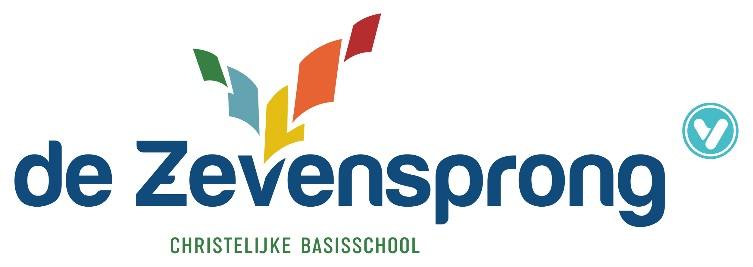 de Zevensprong
CHRISTELIJKE BASISSCHOOL